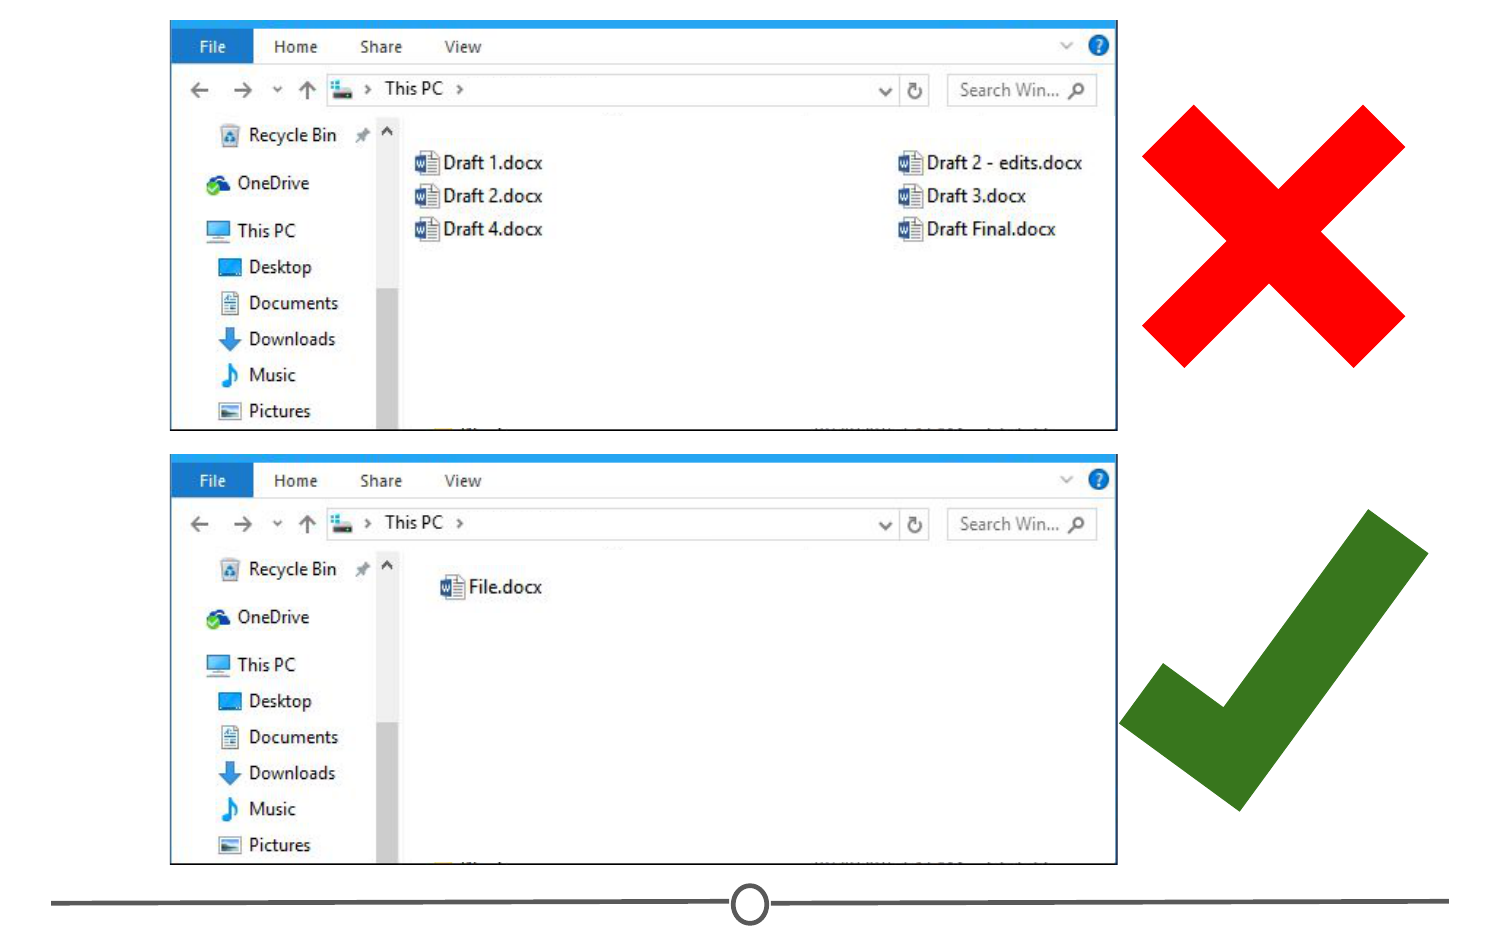 File Home Share View
This PC Search Win...
Recycle Bin
Draft 1.docx Draft 2 - edits.docx
OneDrive
Draft 2.docx Draft 3.docx
This PC
Draft 4.docx Draft Final.docx
Desktop
Documents
Downloads
Music
Pictures
File Home Share View
This PC Search Win...
Recycle Bin
File.docx
OneDrive
This PC
Desktop
Documents
Downloads
Music
Pictures